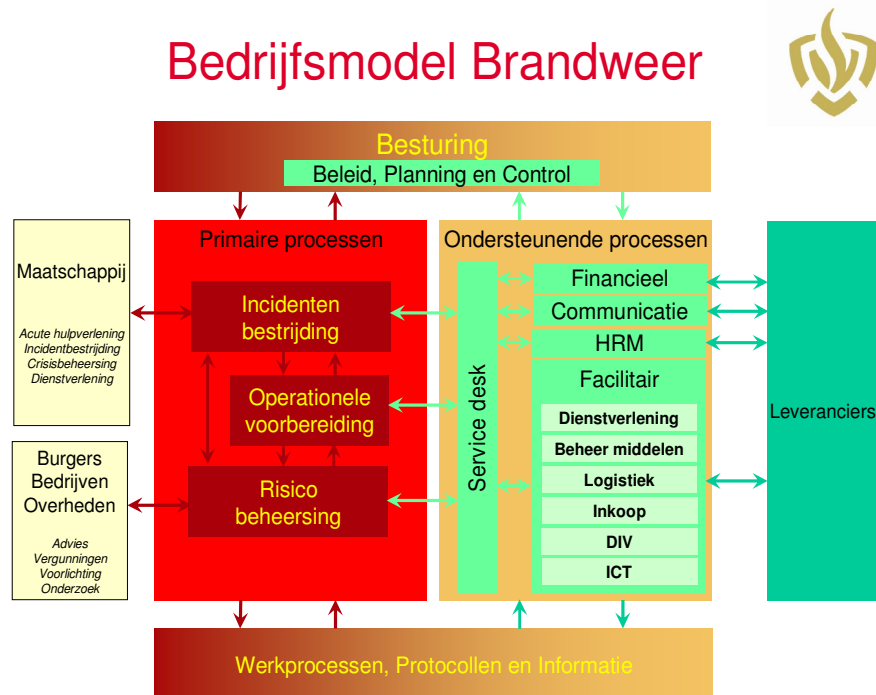 Bedrijfsmodel Brandweer
Besturing
Beleid, Planning en Control
Maatschappij
Acute hulpverlening
Incidentbestrijding
Crisisbeheersing
Dienstverlening
Burgers
Bedrijven
Overheden
Advies
Vergunningen
Voorlichting
Onderzoek
Primaire processen
Incidenten
bestrijding
Operationele
voorbereiding
Risico
beheersing
Ondersteunende processen
Service desk
Financieel
Communicatie
HRM
Facilitair
Dienstverlening
Beheer middelen
Logistiek
Inkoop
DIV
ICT
Leveranciers
Werkprocessen, Protocollen en Informatie